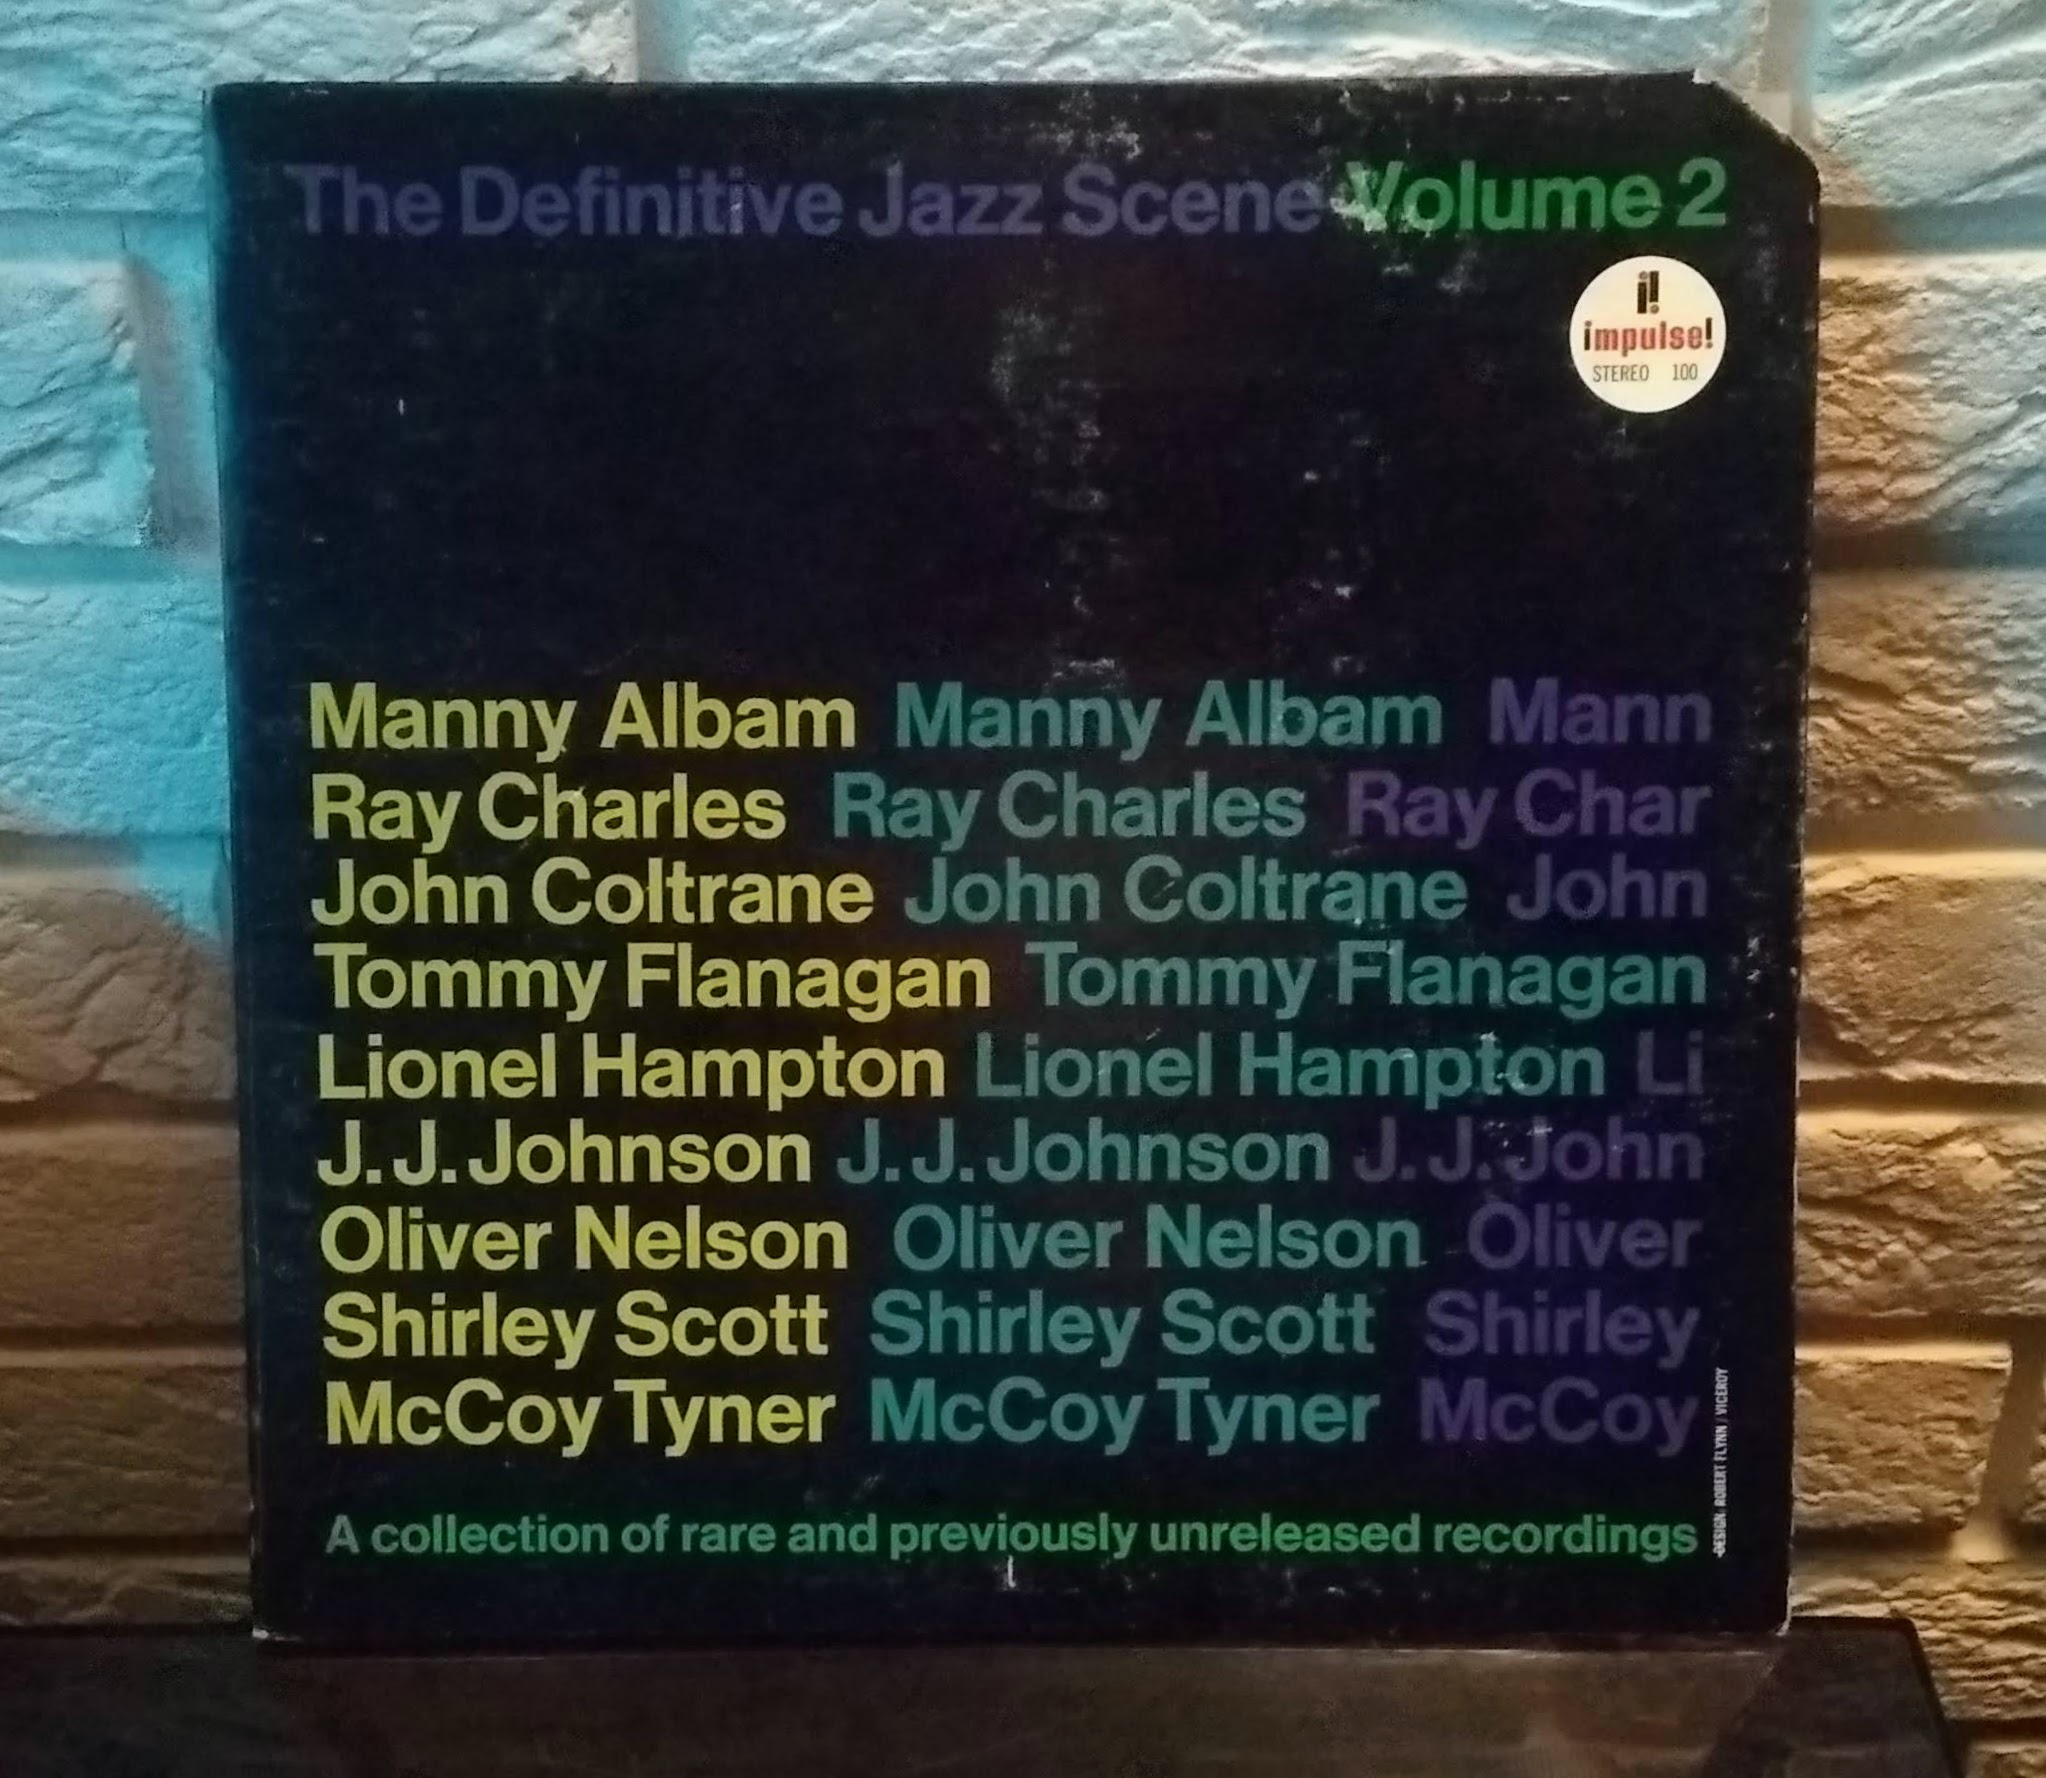 The Definitive Jazz Scene Volume 2
impulse!
STEREO 100
Manny Albam Manny Albam Mann
Ray Charles Ray Charles Ray Char
John Coltrane John Coltrane John
Tommy Flanagan Tommy Flanagan
Lionel Hampton Lionel Hampton Li
J. J. Johnson J. J. Johnson J. J. John
Oliver Nelson Oliver Nelson Oliver
Shirley Scott Shirley Scott Shirley
McCoy Tyner McCoy Tyner McCoy
A collection of rare and previously unreleased recordings
DESIGN: ROBERT FLYNN / VICEROY